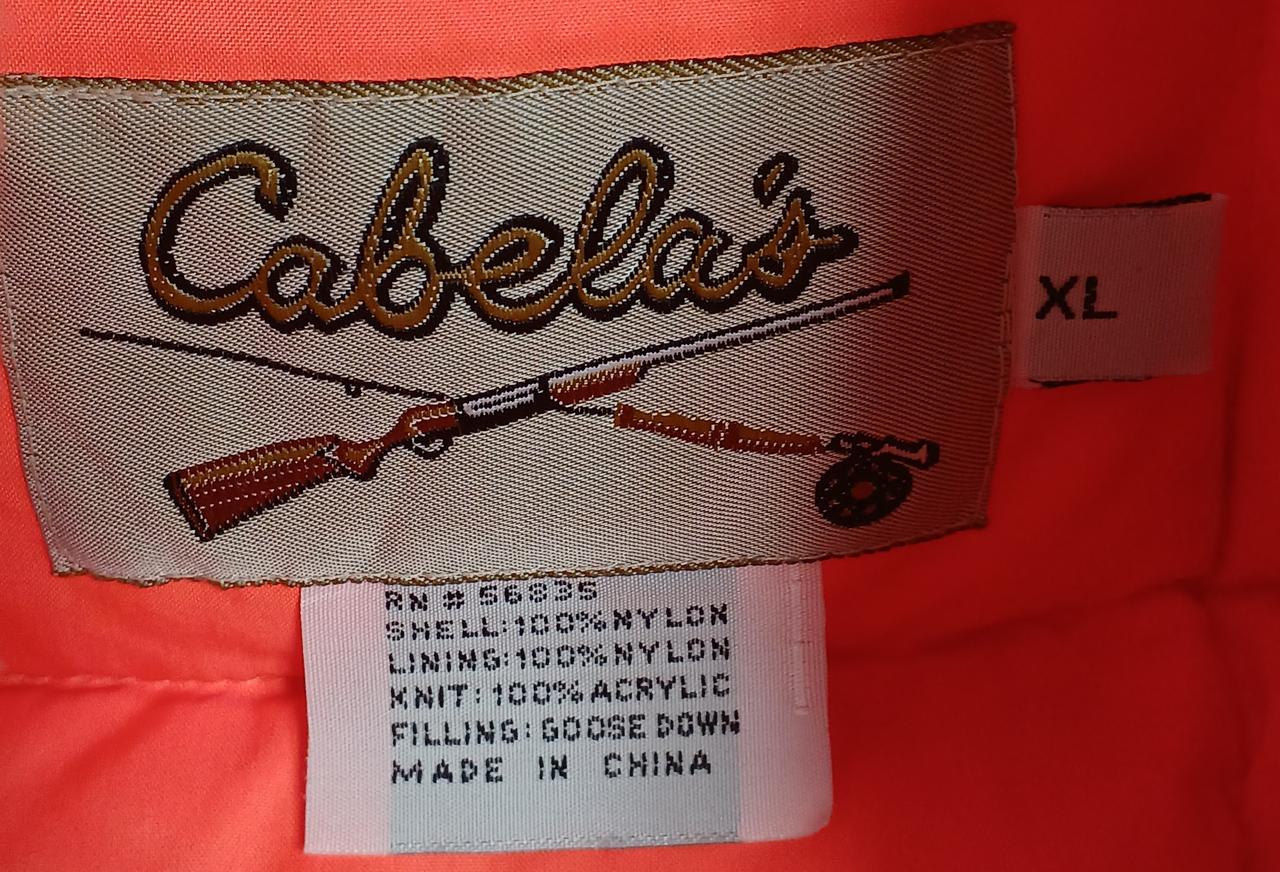 Cabela's
XL
RN # 56835
SHELL:100%NYLON
LINING:100%NYLON
KNIT:100%ACRYLIC
FILLING:GOOSE DOWN
MADE IN CHINA